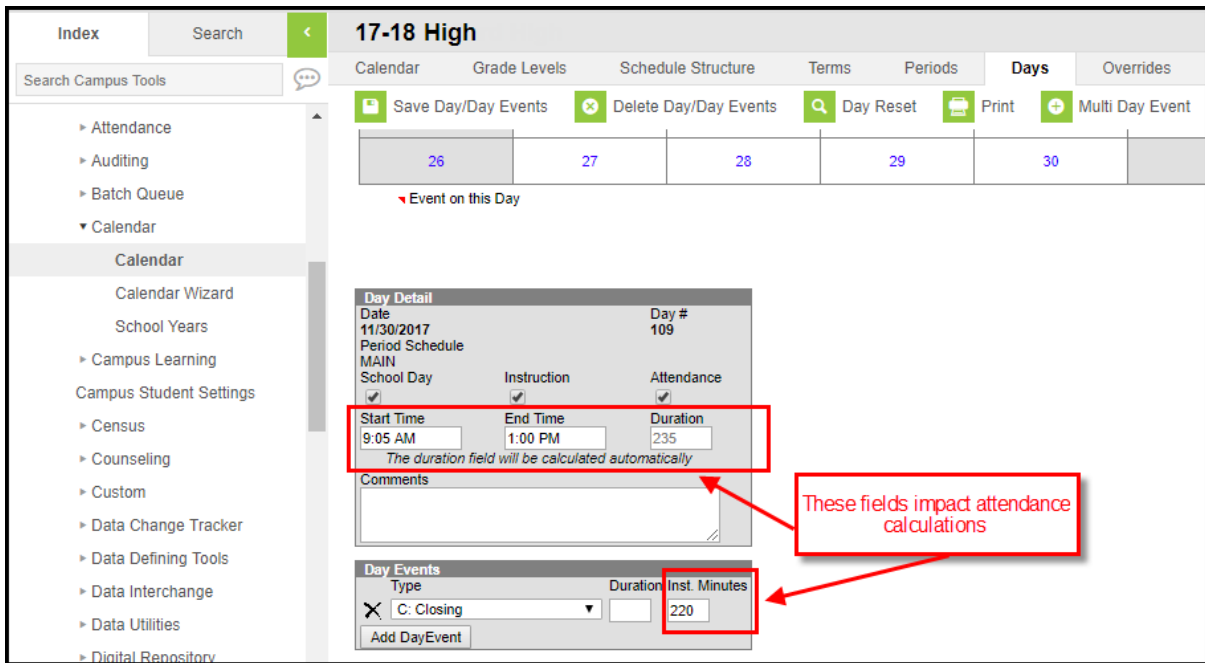 Index Search
Search Campus Tools
Attendance
Auditing
Batch Queue
Calendar
Calendar
Calendar Wizard
School Years
Campus Learning
Campus Student Settings
Census
Counseling
Custom
Data Change Tracker
Data Defining Tools
Data Interchange
Data Utilities
Digital Repository
17-18 High
Calendar Grade Levels Schedule Structure Terms Periods Days Overrides
Save Day/Day Events Delete Day/Day Events Day Reset Print Multi Day Event
26 27 28 29 30
Event on this Day
Day Detail
Date Day #
11/30/2017 109
Period Schedule
MAIN
School Day Instruction Attendance
Start Time End Time Duration
9:05 AM 1:00 PM 235
The duration field will be calculated automatically
Comments
These fields impact attendance
calculations
Day Events
Type Duration Inst. Minutes
C: Closing 220
Add DayEvent